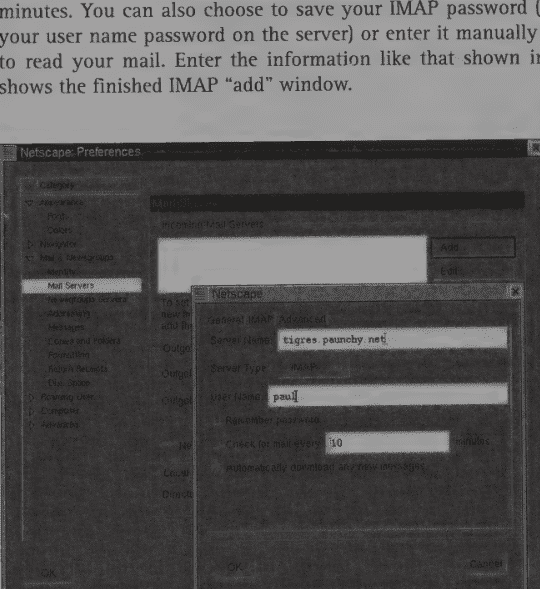 minutes. You can also choose to save your IMAP password (
your user name password on the server) or enter it manually
to read your mail. Enter the information like that shown in
shows the finished IMAP “add” window.
Netscape: Preferences
Category
Appearance
Fonts
Colors
Navigator
Mail & Newsgroups
Identity
Mail Servers
Newsgroup Servers
Addressing
Messages
Copies and Folders
Formatting
Return Receipts
Disk Space
Roaming User
Composer
Advanced
OK
Mail Servers
Incoming Mail Servers
Add...
Edit...
Netscape
General IMAP Advanced
Server Name: tigres.paunchy.net
Server Type: IMAP
User Name: paul
Remember password
Check for mail every 10 minutes
Automatically download any new messages
OK
Cancel